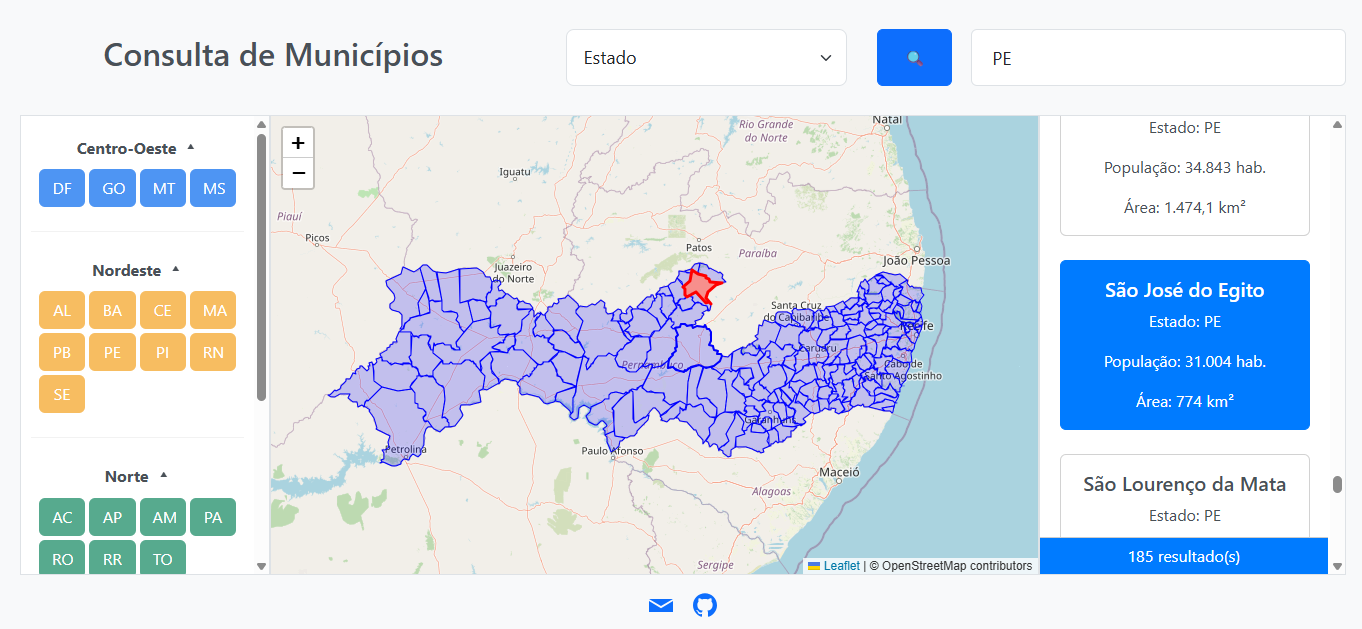 Consulta de Municípios
Estado
PE
Centro-Oeste
DF GO MT MS
Nordeste
AL BA CE MA
PB PE PI RN
SE
Norte
AC AP AM PA
RO RR TO
+
−
Natal
Rio Grande
do Norte
Iguatu
Piauí
Picos
Patos
Paraíba
João Pessoa
Juazeiro
do Norte
Santa Cruz
do Capibaribe
Recife
Caruaru
Pernambuco
Cabo de
Santo Agostinho
Garanhuns
Petrolina
Paulo Afonso
Maceió
Alagoas
Sergipe
Leaflet | © OpenStreetMap contributors
Estado: PE
População: 34.843 hab.
Área: 1.474,1 km²
São José do Egito
Estado: PE
População: 31.004 hab.
Área: 774 km²
São Lourenço da Mata
Estado: PE
185 resultado(s)